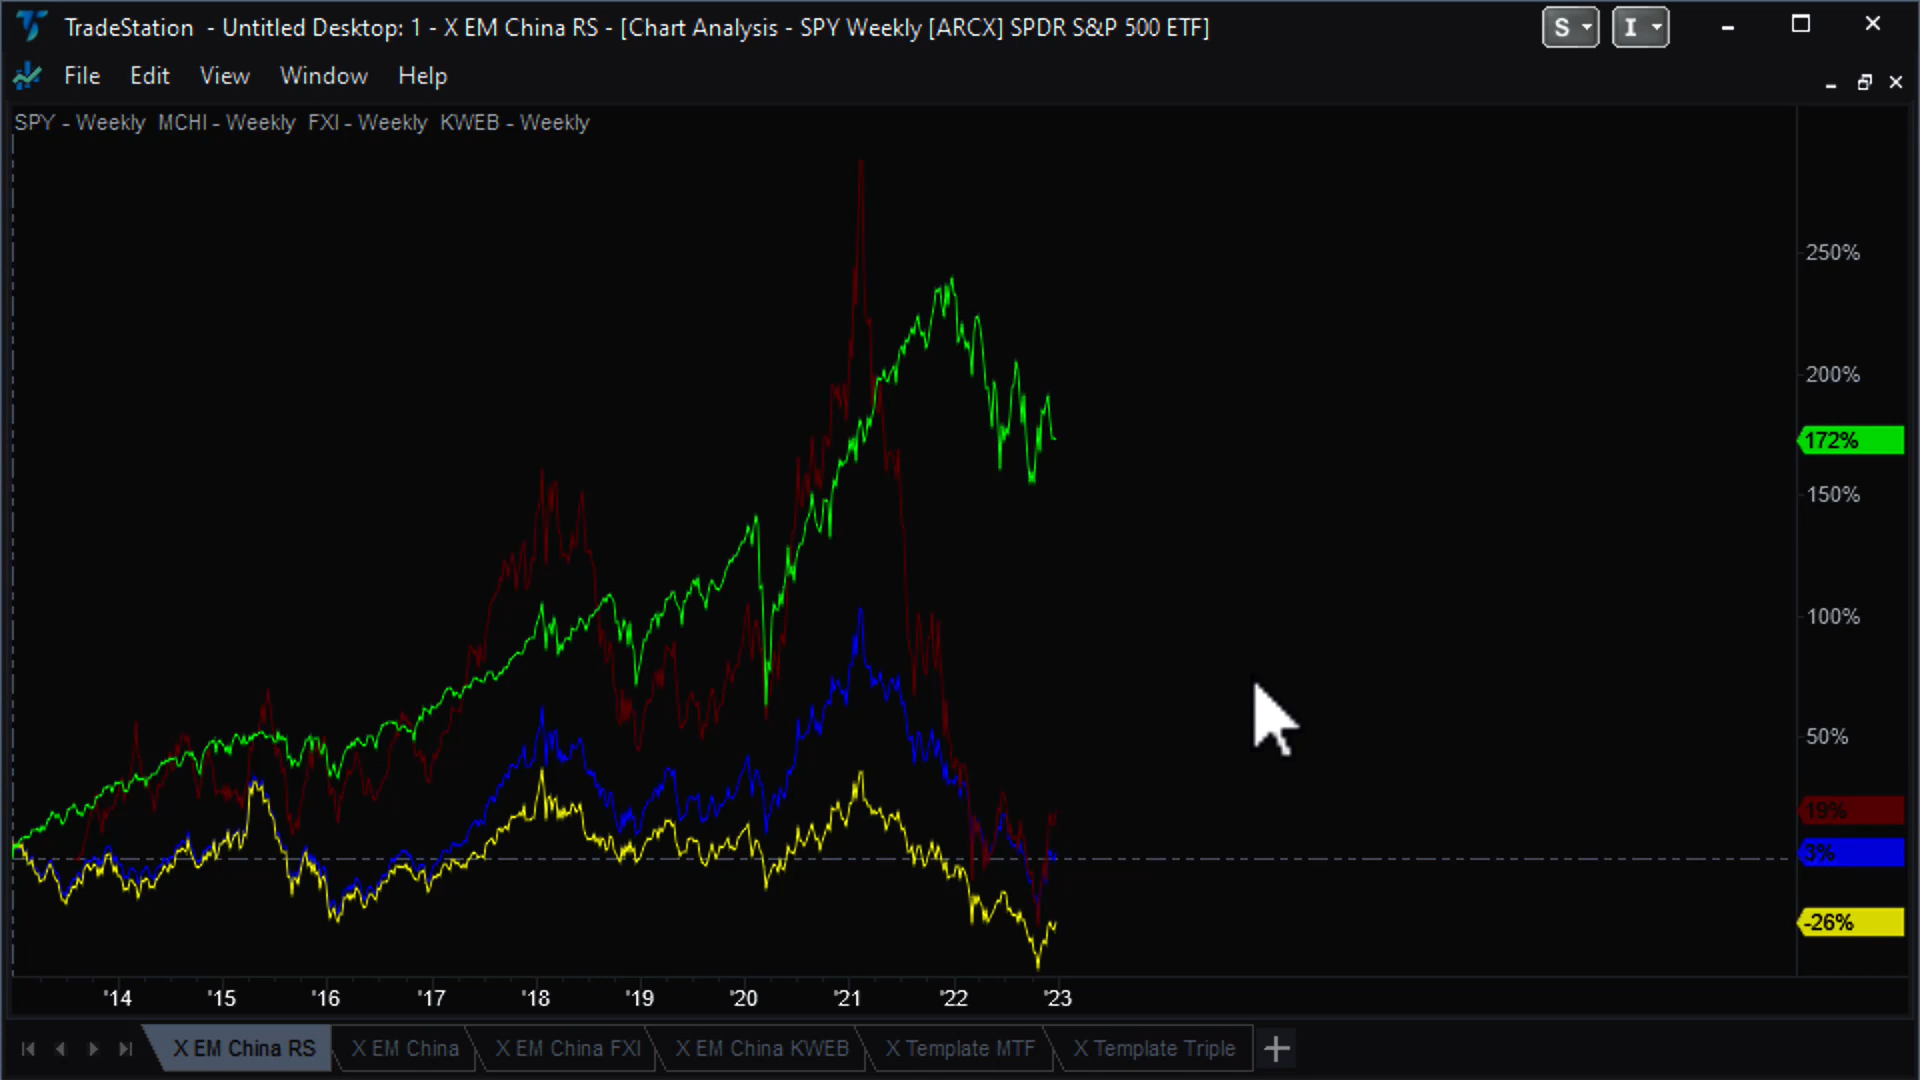 TradeStation - Untitled Desktop: 1 - X EM China RS - [Chart Analysis - SPY Weekly [ARCX] SPDR S&P 500 ETF]
S I
File Edit View Window Help
SPY - Weekly MCHI - Weekly FXI - Weekly KWEB - Weekly
250%
200%
172%
150%
100%
50%
19%
3%
-26%
'14 '15 '16 '17 '18 '19 '20 '21 '22 '23
X EM China RS X EM China X EM China FXI X EM China KWEB X Template MTF X Template Triple